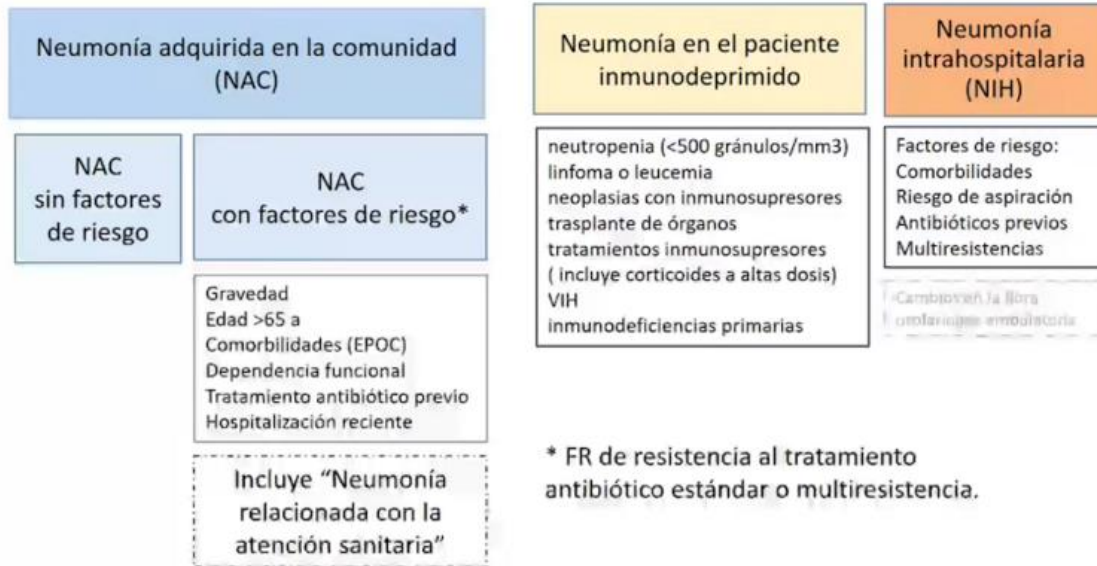 Neumonía adquirida en la comunidad
(NAC)
NAC
sin factores
de riesgo
NAC
con factores de riesgo*
Gravedad
Edad >65 a
Comorbilidades (EPOC)
Dependencia funcional
Tratamiento antibiótico previo
Hospitalización reciente
Incluye “Neumonía
relacionada con la
atención sanitaria”
Neumonía en el paciente
inmunodeprimido
neutropenia (<500 gránulos/mm3)
linfoma o leucemia
neoplasias con inmunosupresores
trasplante de órganos
tratamientos inmunosupresores
( incluye corticoides a altas dosis)
VIH
inmunodeficiencias primarias
Neumonía
intrahospitalaria
(NIH)
Factores de riesgo:
Comorbilidades
Riesgo de aspiración
Antibióticos previos
Multiresistencias
Cambios en la flora
* FR de resistencia al tratamiento
antibiótico estándar o multiresistencia.